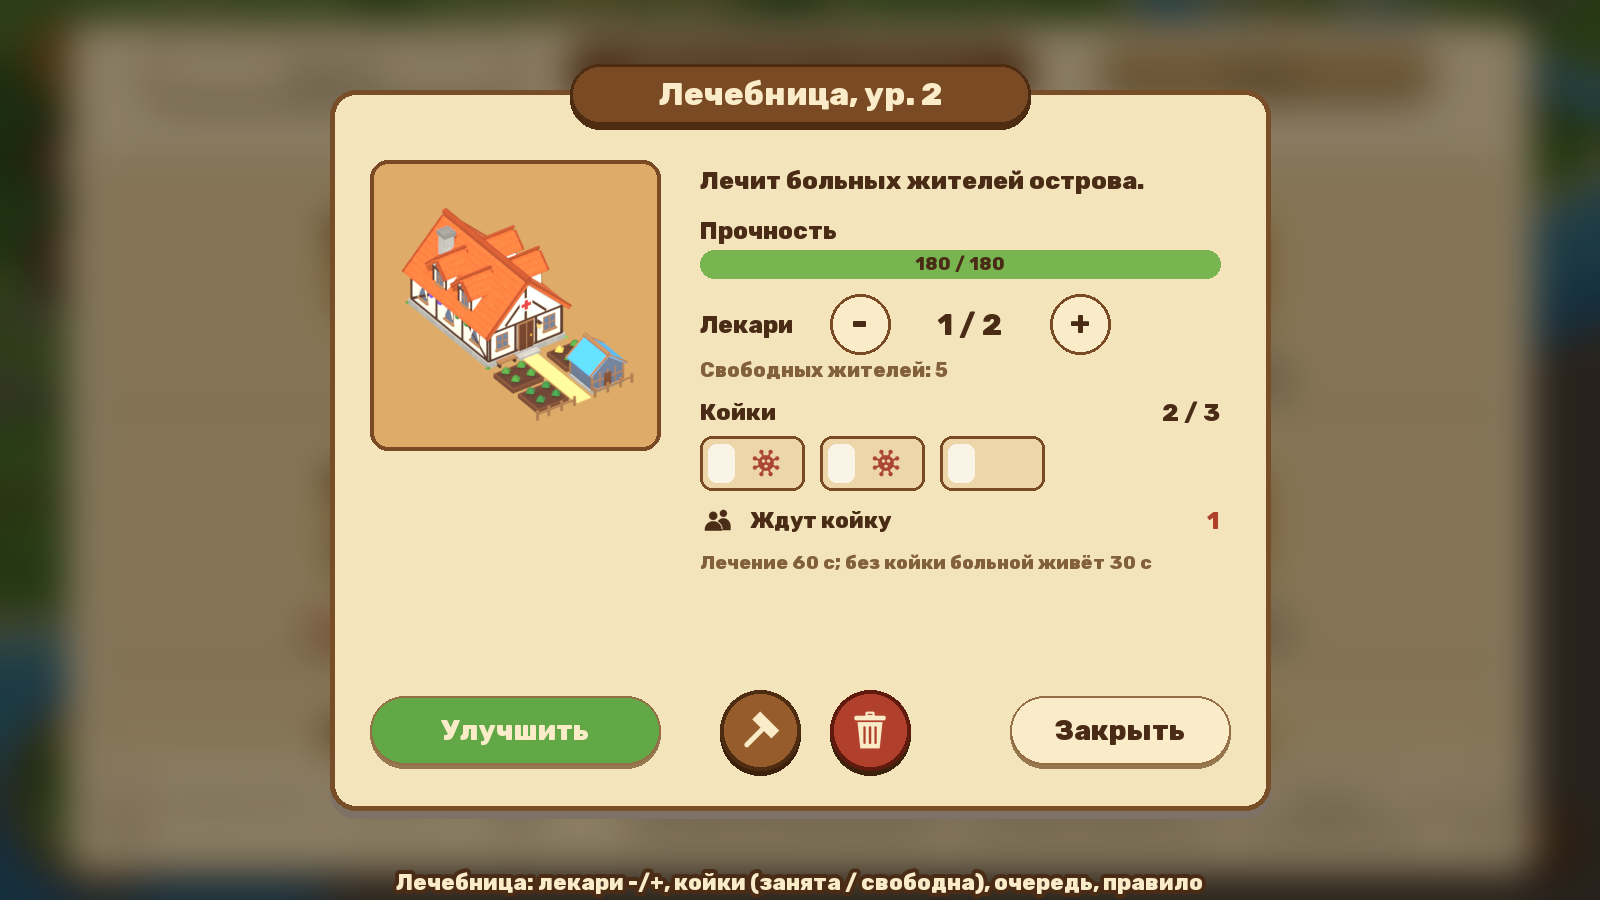 Лечебница, ур. 2
Лечит больных жителей острова.
Прочность
180 / 180
Лекари - 1 / 2 +
Свободных жителей: 5
Койки 2 / 3
Ждут койку 1
Лечение 60 с; без койки больной живёт 30 с
Улучшить
Закрыть
Лечебница: лекари -/+, койки (занята / свободна), очередь, правило